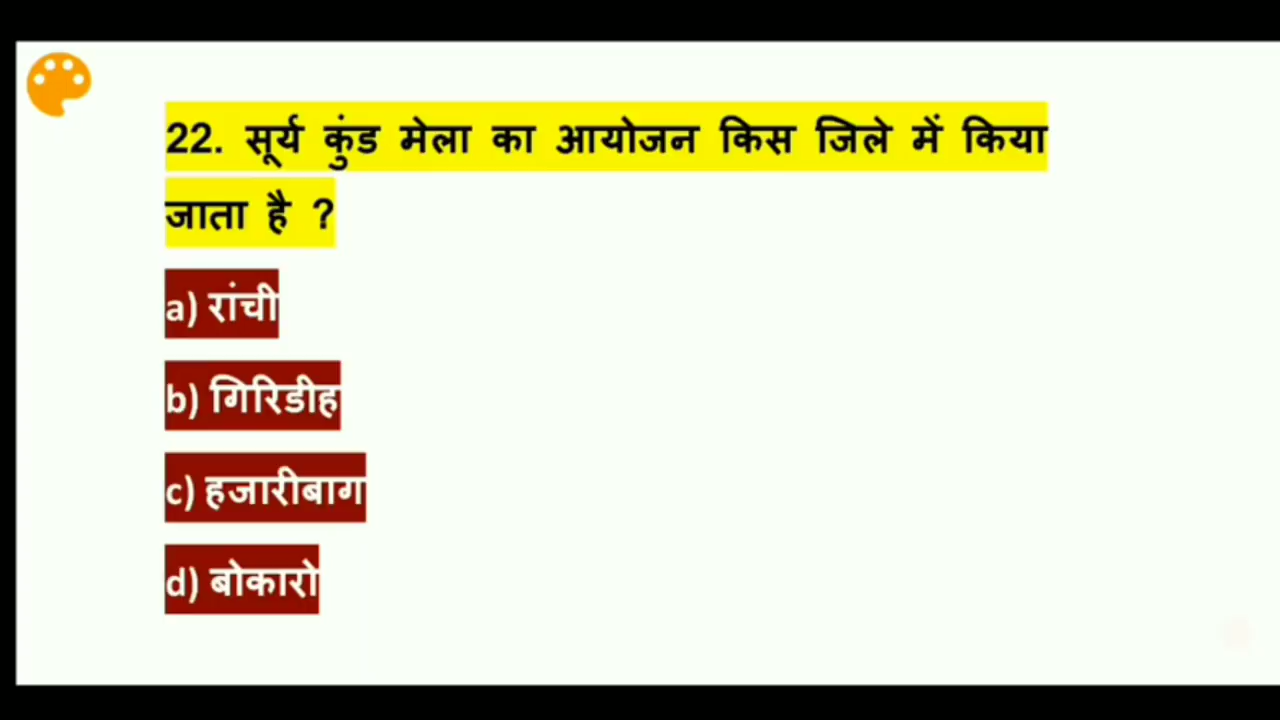 22. सूर्य कुंड मेला का आयोजन किस जिले में किया
जाता है ?
a) रांची
b) गिरिडीह
c) हजारीबाग
d) बोकारो